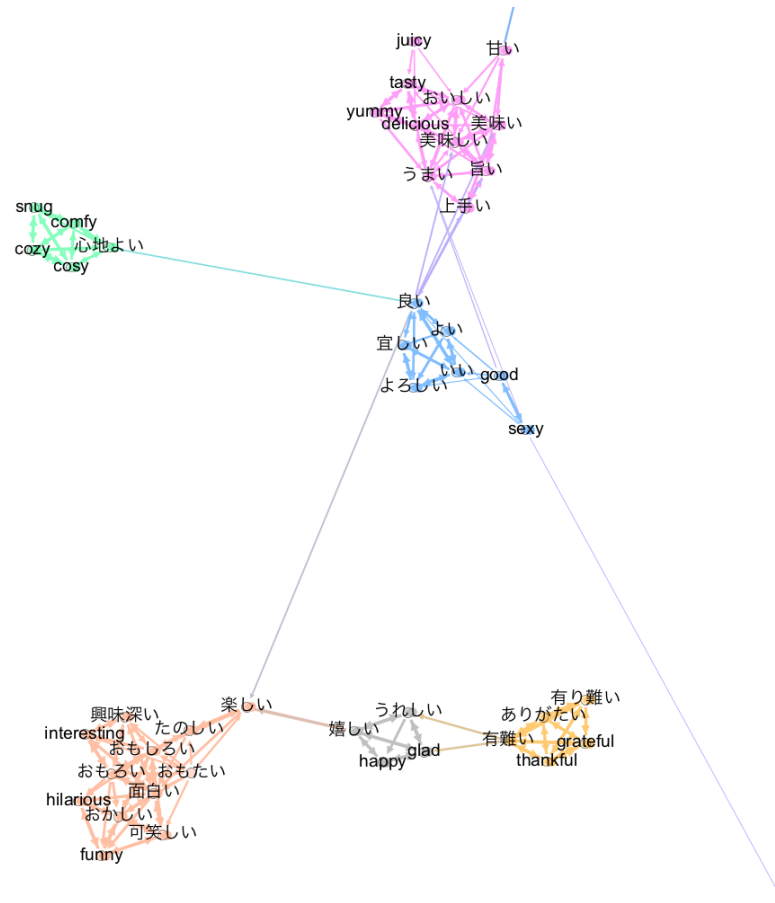 juicy
甘い
tasty
おいしい
yummy
delicious
美味い
美味しい
うまい
旨い
上手い
snug
comfy
cozy
心地よい
cosy
良い
よい
宜しい
いい
good
よろしい
sexy
楽しい
興味深い
たのしい
interesting
おもしろい
おもろい
おもたい
面白い
hilarious
おかしい
可笑しい
funny
うれしい
嬉しい
glad
happy
有り難い
ありがたい
有難い
grateful
thankful